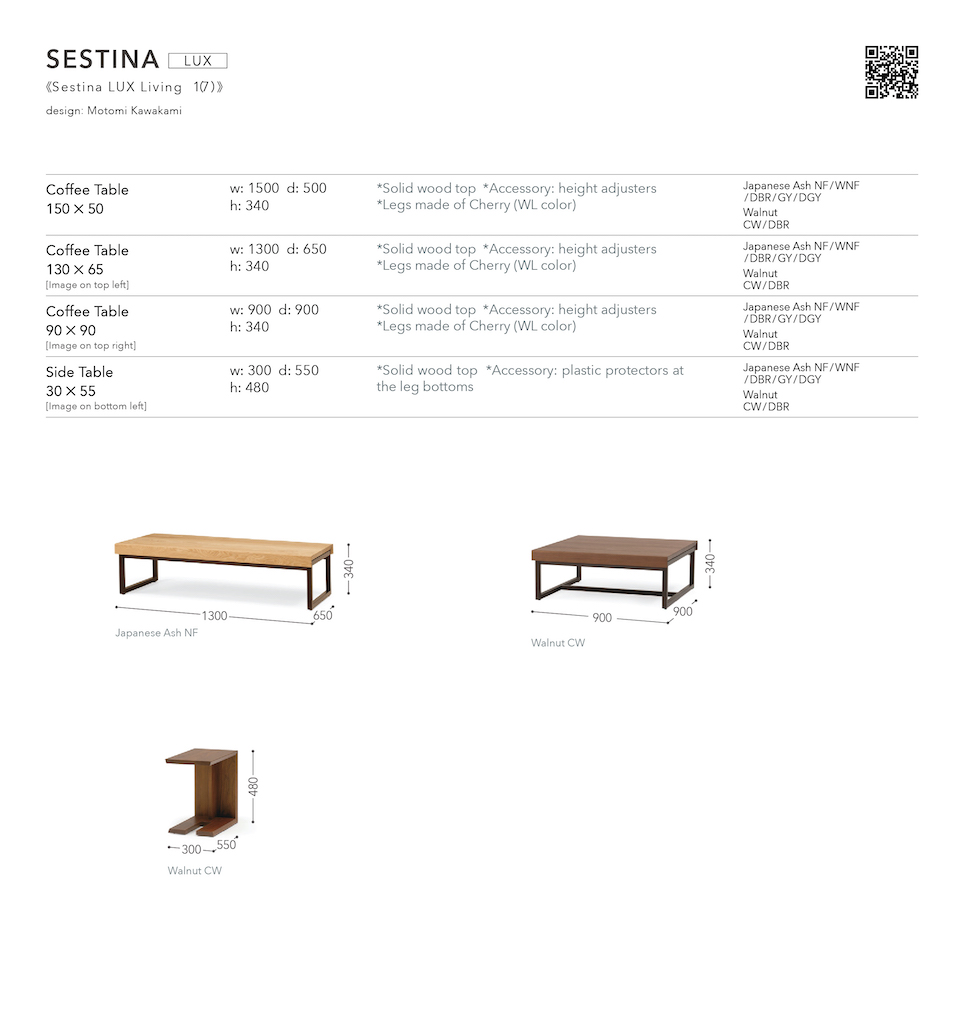 SESTINA LUX
《Sestina LUX Living 1(7)》
design: Motomi Kawakami
Coffee Table
150 × 50
w: 1500 d: 500
h: 340
*Solid wood top *Accessory: height adjusters
*Legs made of Cherry (WL color)
Japanese Ash NF/WNF
/DBR/GY/DGY
Walnut
CW/DBR
Coffee Table
130 × 65
[Image on top left]
w: 1300 d: 650
h: 340
*Solid wood top *Accessory: height adjusters
*Legs made of Cherry (WL color)
Japanese Ash NF/WNF
/DBR/GY/DGY
Walnut
CW/DBR
Coffee Table
90 × 90
[Image on top right]
w: 900 d: 900
h: 340
*Solid wood top *Accessory: height adjusters
*Legs made of Cherry (WL color)
Japanese Ash NF/WNF
/DBR/GY/DGY
Walnut
CW/DBR
Side Table
30 × 55
[Image on bottom left]
w: 300 d: 550
h: 480
*Solid wood top *Accessory: plastic protectors at
the leg bottoms
Japanese Ash NF/WNF
/DBR/GY/DGY
Walnut
CW/DBR
340
1300
650
Japanese Ash NF
340
900
900
Walnut CW
480
300
550
Walnut CW